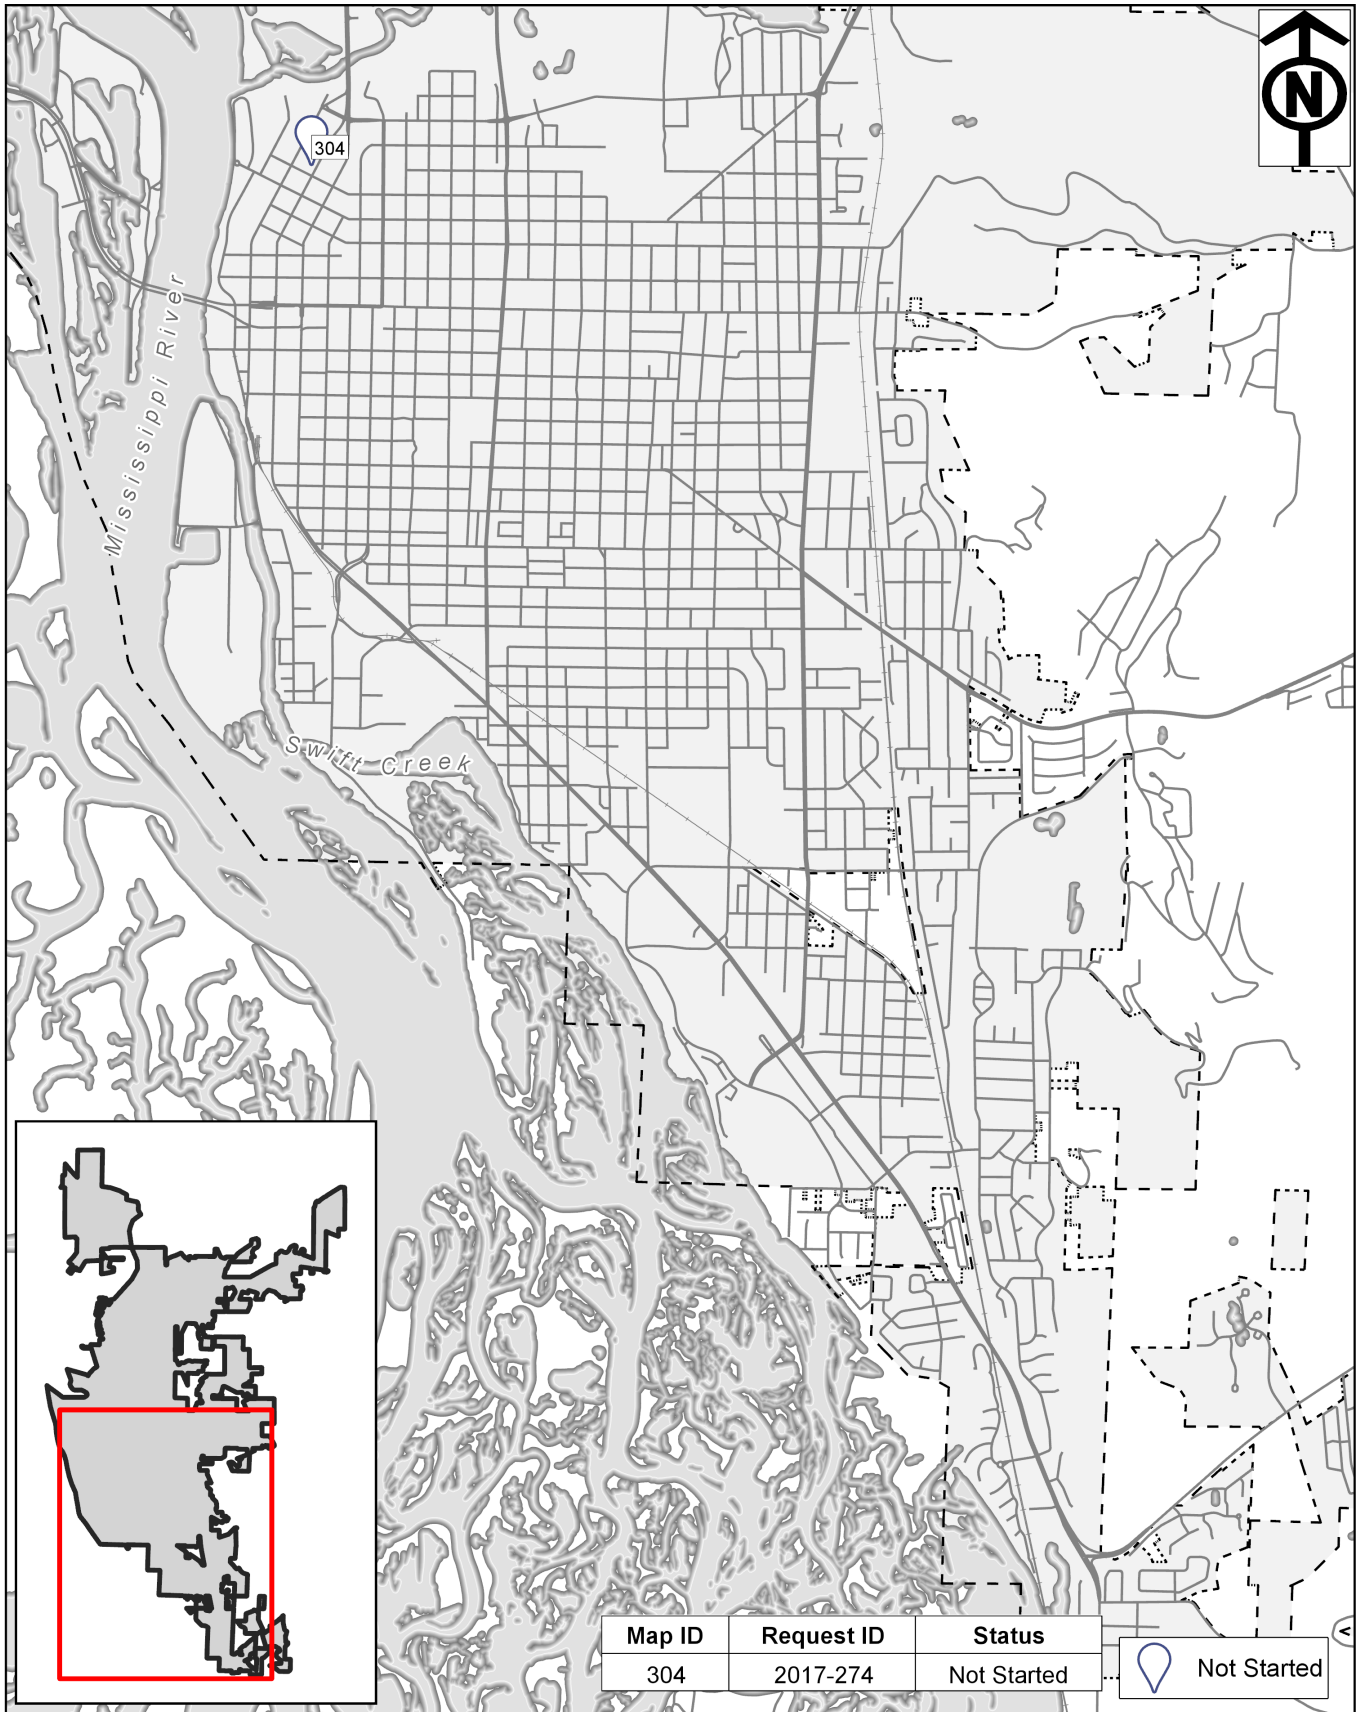 N
304
Mississippi River
Swift Creek
Map ID Request ID Status
304 2017-274 Not Started
Not Started